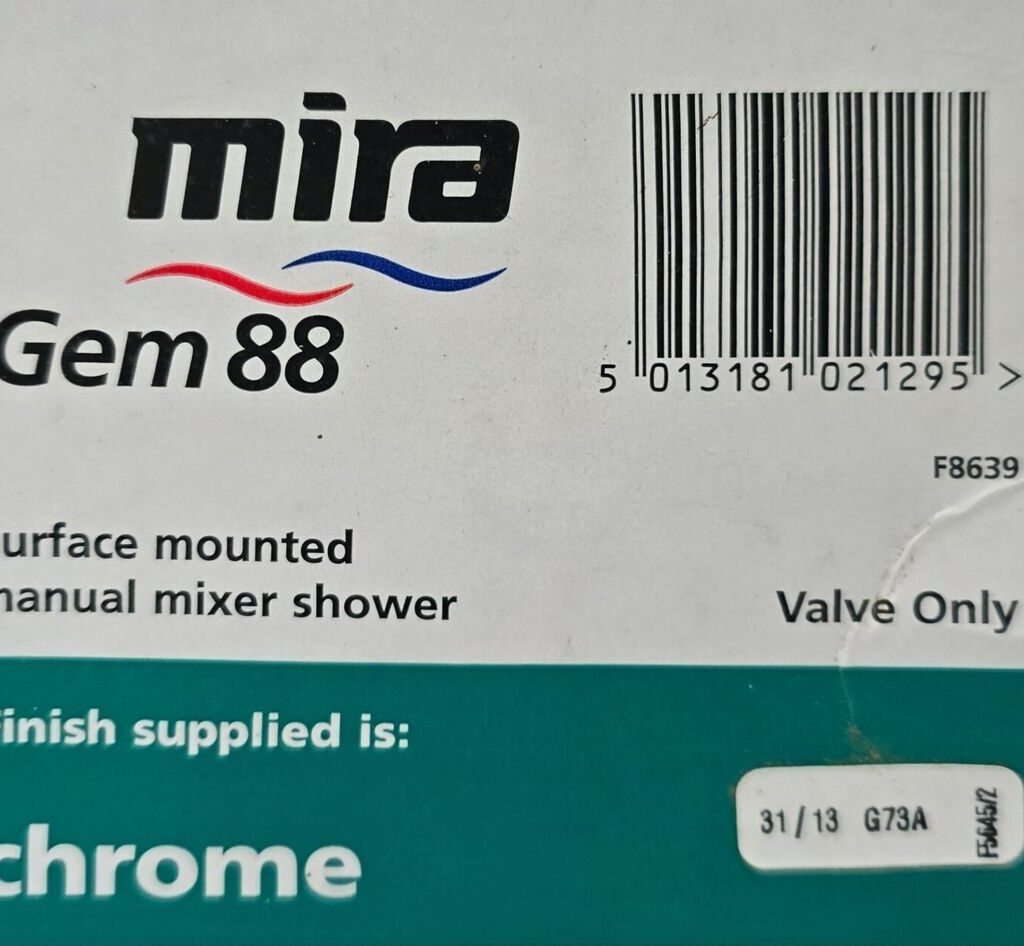 mira
Gem 88
5 013181 021295 >
F8639
urface mounted
anual mixer shower
Valve Only
inish supplied is:
chrome
31/13 G73A
F5645/2